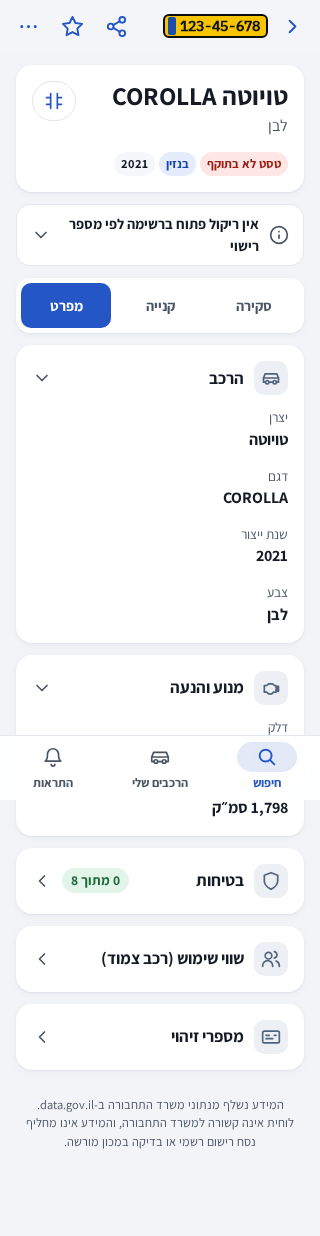 123-45-678
טויוטה COROLLA
לבן
טסט לא בתוקף
בנזין
2021
אין ריקול פתוח ברשימה לפי מספר
רישוי
סקירה
קנייה
מפרט
הרכב
יצרן
טויוטה
דגם
COROLLA
שנת ייצור
2021
צבע
לבן
מנוע והנעה
דלק
חיפוש
הרכבים שלי
התראות
1,798 סמ״ק
בטיחות
0 מתוך 8
שווי שימוש (רכב צמוד)
מספרי זיהוי
המידע נשלף מנתוני משרד התחבורה ב-data.gov.il.
לוחית אינה קשורה למשרד התחבורה, והמידע אינו מחליף
נסח רישום רשמי או בדיקה במכון מורשה.